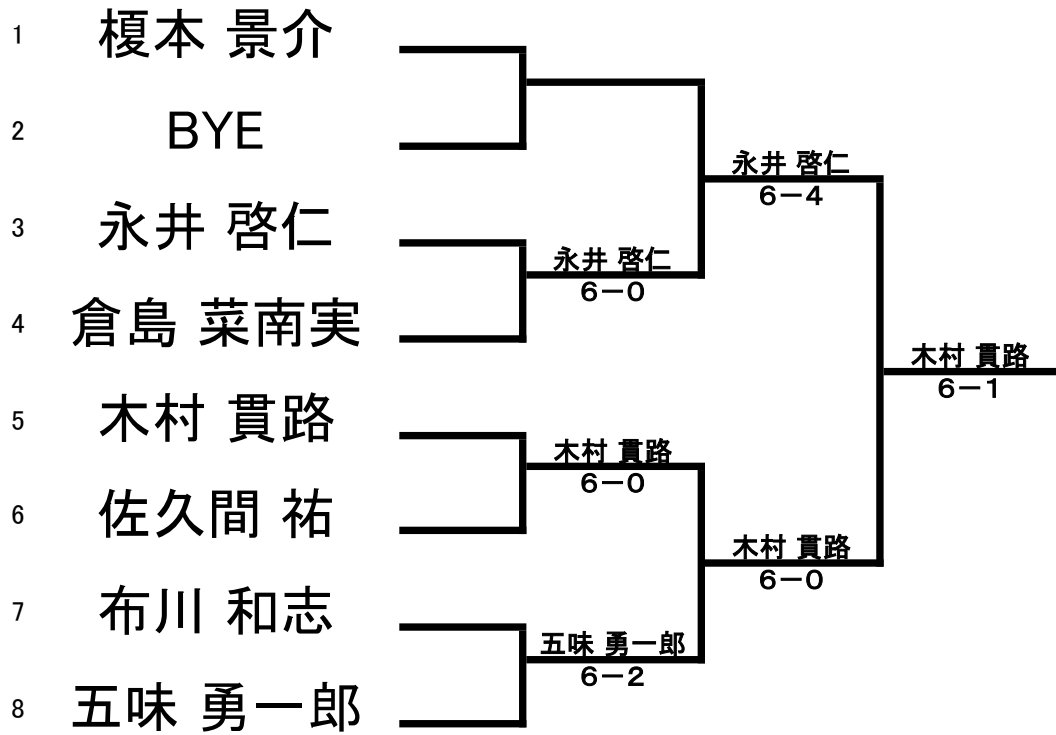 1 榎本 景介
2 BYE
3 永井 啓仁
4 倉島 菜南実
5 木村 貫路
6 佐久間 祐
7 布川 和志
8 五味 勇一郎
永井 啓仁
6－0
木村 貫路
6－0
五味 勇一郎
6－2
永井 啓仁
6－4
木村 貫路
6－0
木村 貫路
6－1